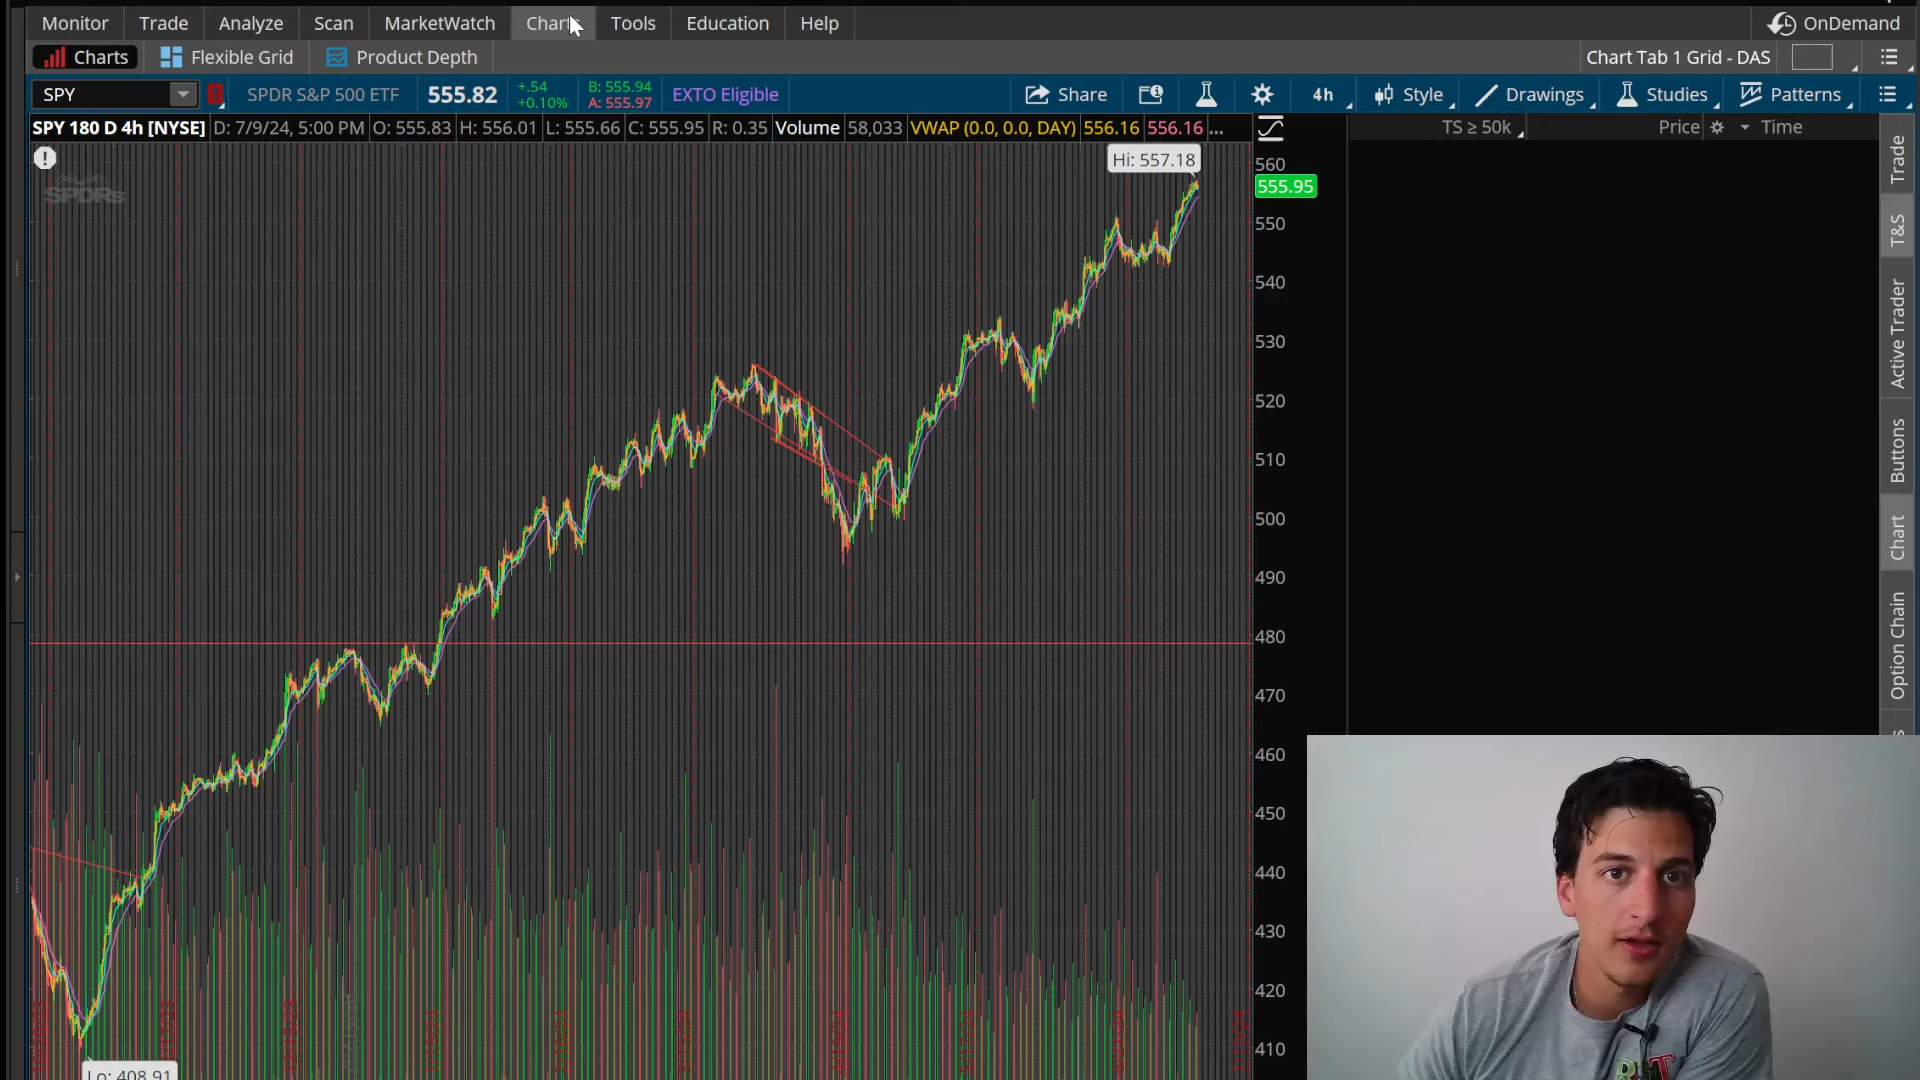 Monitor Trade Analyze Scan MarketWatch Charts Tools Education Help OnDemand
Charts Flexible Grid Product Depth Chart Tab 1 Grid - DAS
SPY SPDR S&P 500 ETF 555.82 +.54 +0.10% B: 555.94 A: 555.97 EXTO Eligible Share 4h Style Drawings Studies Patterns
SPY 180 D 4h [NYSE] D: 7/9/24, 5:00 PM O: 555.83 H: 556.01 L: 555.66 C: 555.95 R: 0.35 Volume 58,033 VWAP (0.0, 0.0, DAY) 556.16 556.16 ... TS ≥ 50k Price Time
Hi: 557.18
SPDRs
560
555.95
550
540
530
520
510
500
490
480
470
460
450
440
430
420
410
Lo: 408.91
Trade
T&S
Active Trader
Buttons
Chart
Option Chain